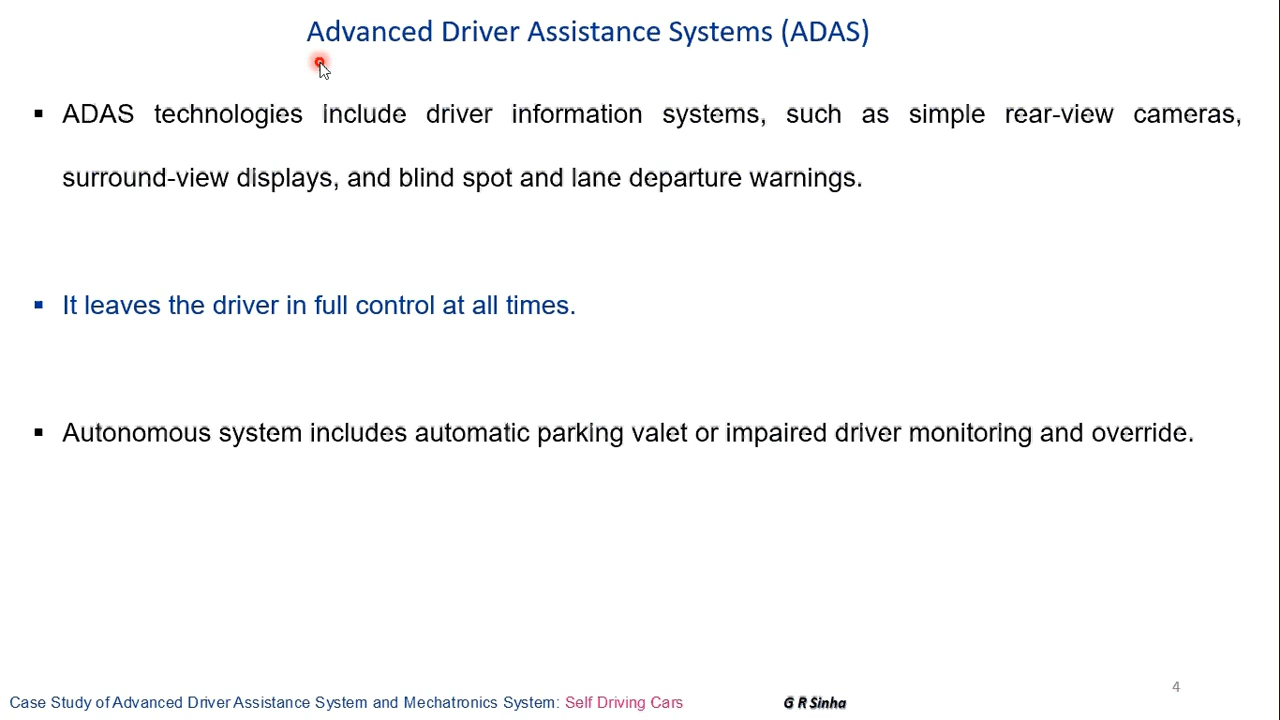 Advanced Driver Assistance Systems (ADAS)
▪ ADAS technologies include driver information systems, such as simple rear-view cameras,
surround-view displays, and blind spot and lane departure warnings.
▪ It leaves the driver in full control at all times.
▪ Autonomous system includes automatic parking valet or impaired driver monitoring and override.
4
Case Study of Advanced Driver Assistance System and Mechatronics System: Self Driving Cars G R Sinha